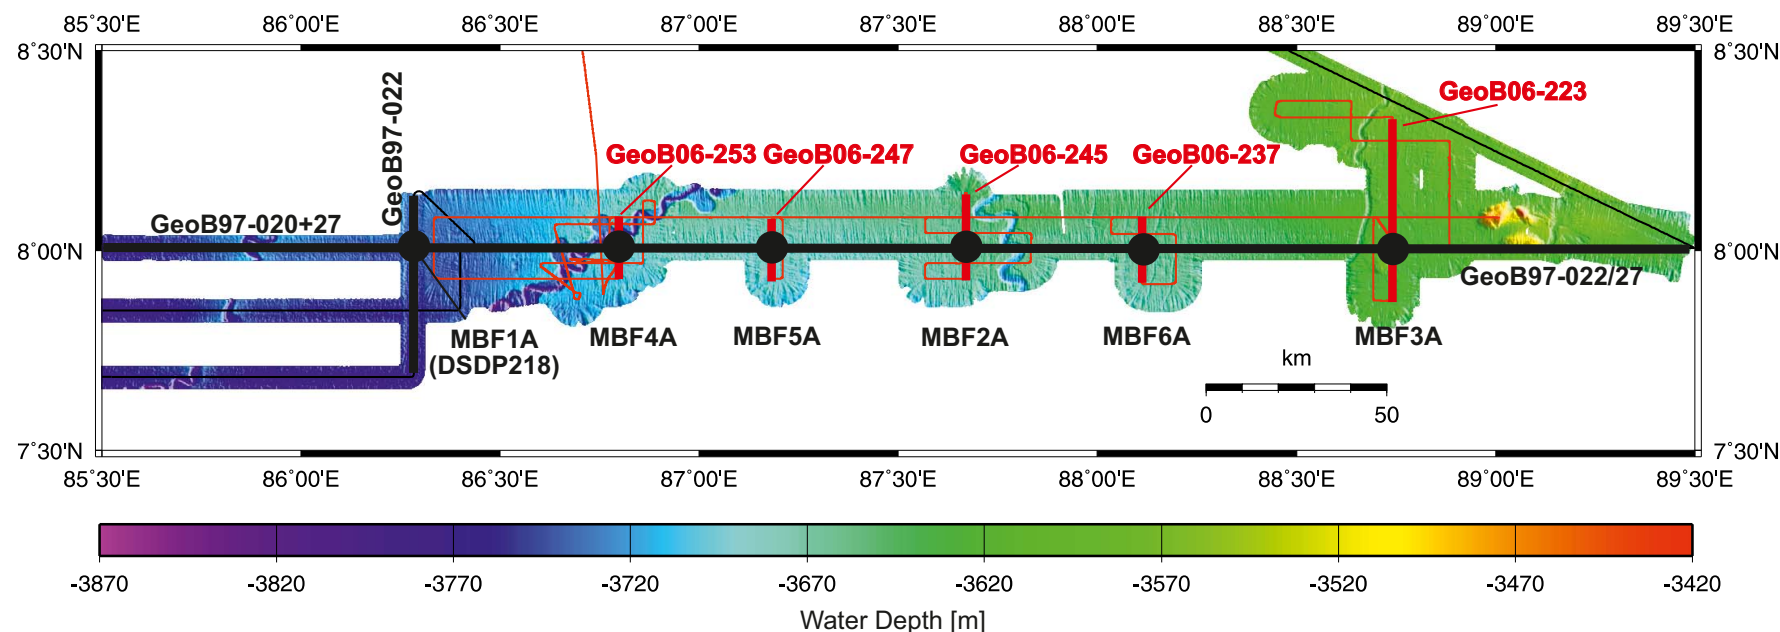 85˚30'E 86˚00'E 86˚30'E 87˚00'E 87˚30'E 88˚00'E 88˚30'E 89˚00'E 89˚30'E
8˚30'N 8˚30'N
GeoB97-022
GeoB06-223
GeoB06-253 GeoB06-247 GeoB06-245 GeoB06-237
GeoB97-020+27
8˚00'N 8˚00'N
GeoB97-022/27
MBF1A
(DSDP218)
MBF4A MBF5A MBF2A MBF6A MBF3A
km
0 50
7˚30'N 7˚30'N
85˚30'E 86˚00'E 86˚30'E 87˚00'E 87˚30'E 88˚00'E 88˚30'E 89˚00'E 89˚30'E
-3870 -3820 -3770 -3720 -3670 -3620 -3570 -3520 -3470 -3420
Water Depth [m]